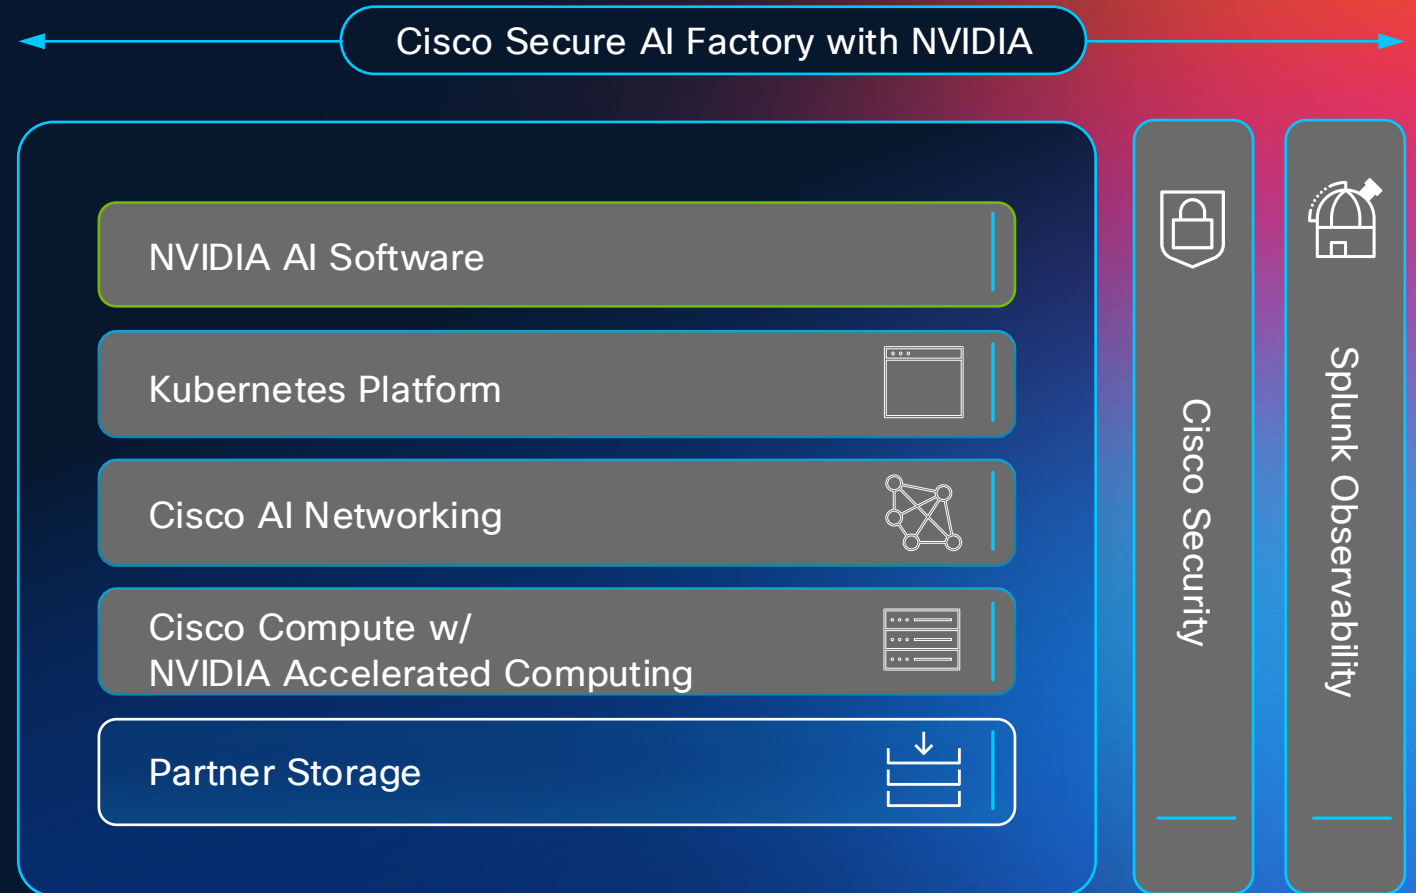 Cisco Secure AI Factory with NVIDIA
NVIDIA AI Software
Kubernetes Platform
Cisco AI Networking
Cisco Compute w/
NVIDIA Accelerated Computing
Partner Storage
Cisco Security
Splunk Observability